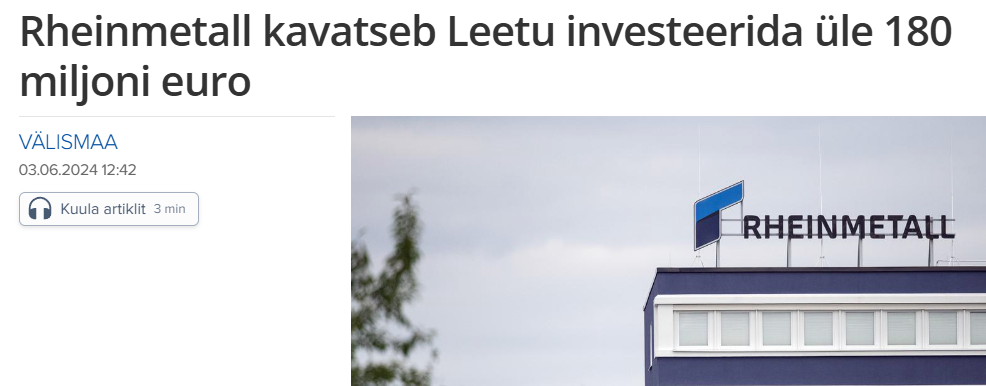 Rheinmetall kavatseb Leetu investeerida üle 180
miljoni euro
VÄLISMAA
03.06.2024 12:42
Kuula artiklit 3 min
RHEINMETALL